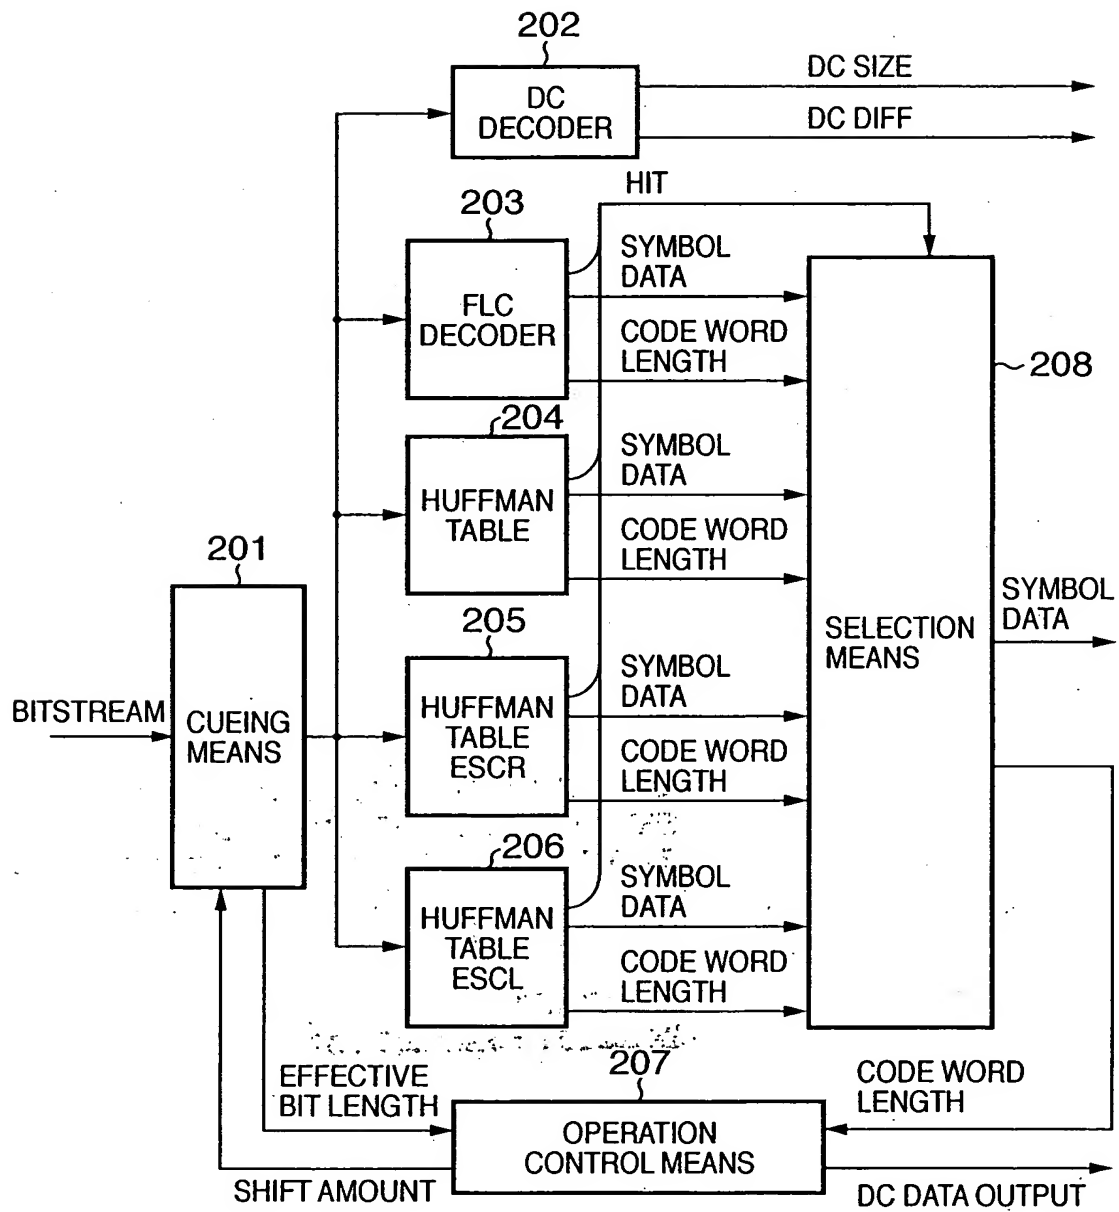 202
DC
DECODER
DC SIZE
DC DIFF
HIT
203
FLC
DECODER
SYMBOL
DATA
CODE WORD
LENGTH
208
204
HUFFMAN
TABLE
SYMBOL
DATA
CODE WORD
LENGTH
201
CUEING
MEANS
BITSTREAM
205
HUFFMAN
TABLE
ESCR
SYMBOL
DATA
CODE WORD
LENGTH
SELECTION
MEANS
SYMBOL
DATA
206
HUFFMAN
TABLE
ESCL
SYMBOL
DATA
CODE WORD
LENGTH
EFFECTIVE
BIT LENGTH
207
OPERATION
CONTROL MEANS
CODE WORD
LENGTH
SHIFT AMOUNT
DC DATA OUTPUT